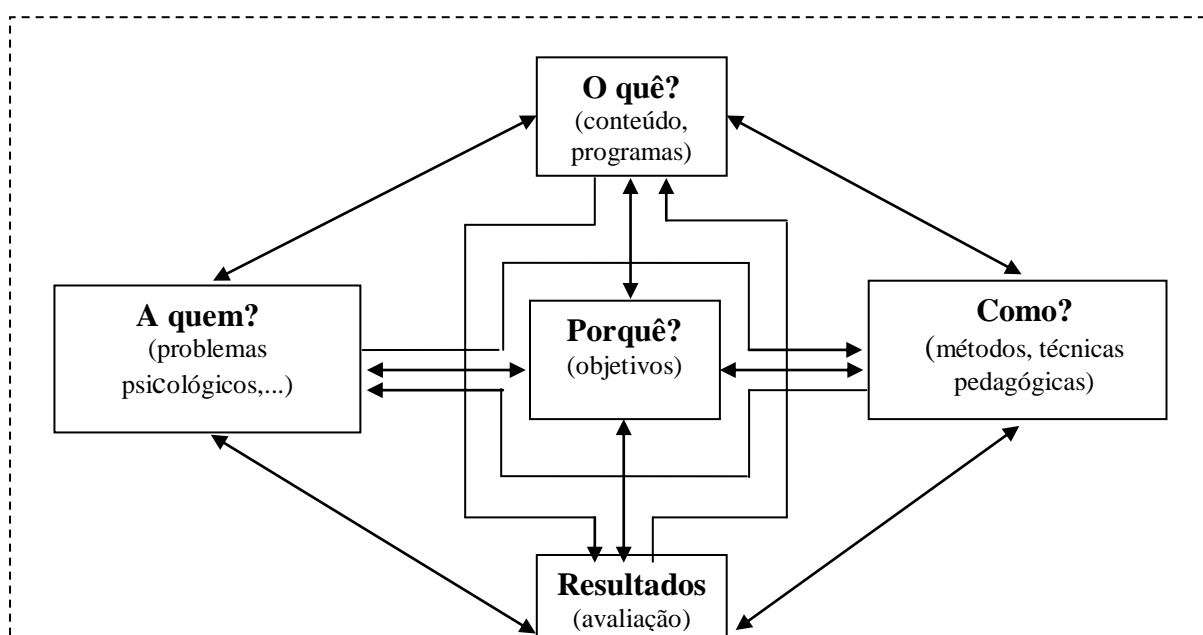 O quê?
(conteúdo,
programas)
A quem?
(problemas
psicológicos,...)
Porquê?
(objetivos)
Como?
(métodos, técnicas
pedagógicas)
Resultados
(avaliação)